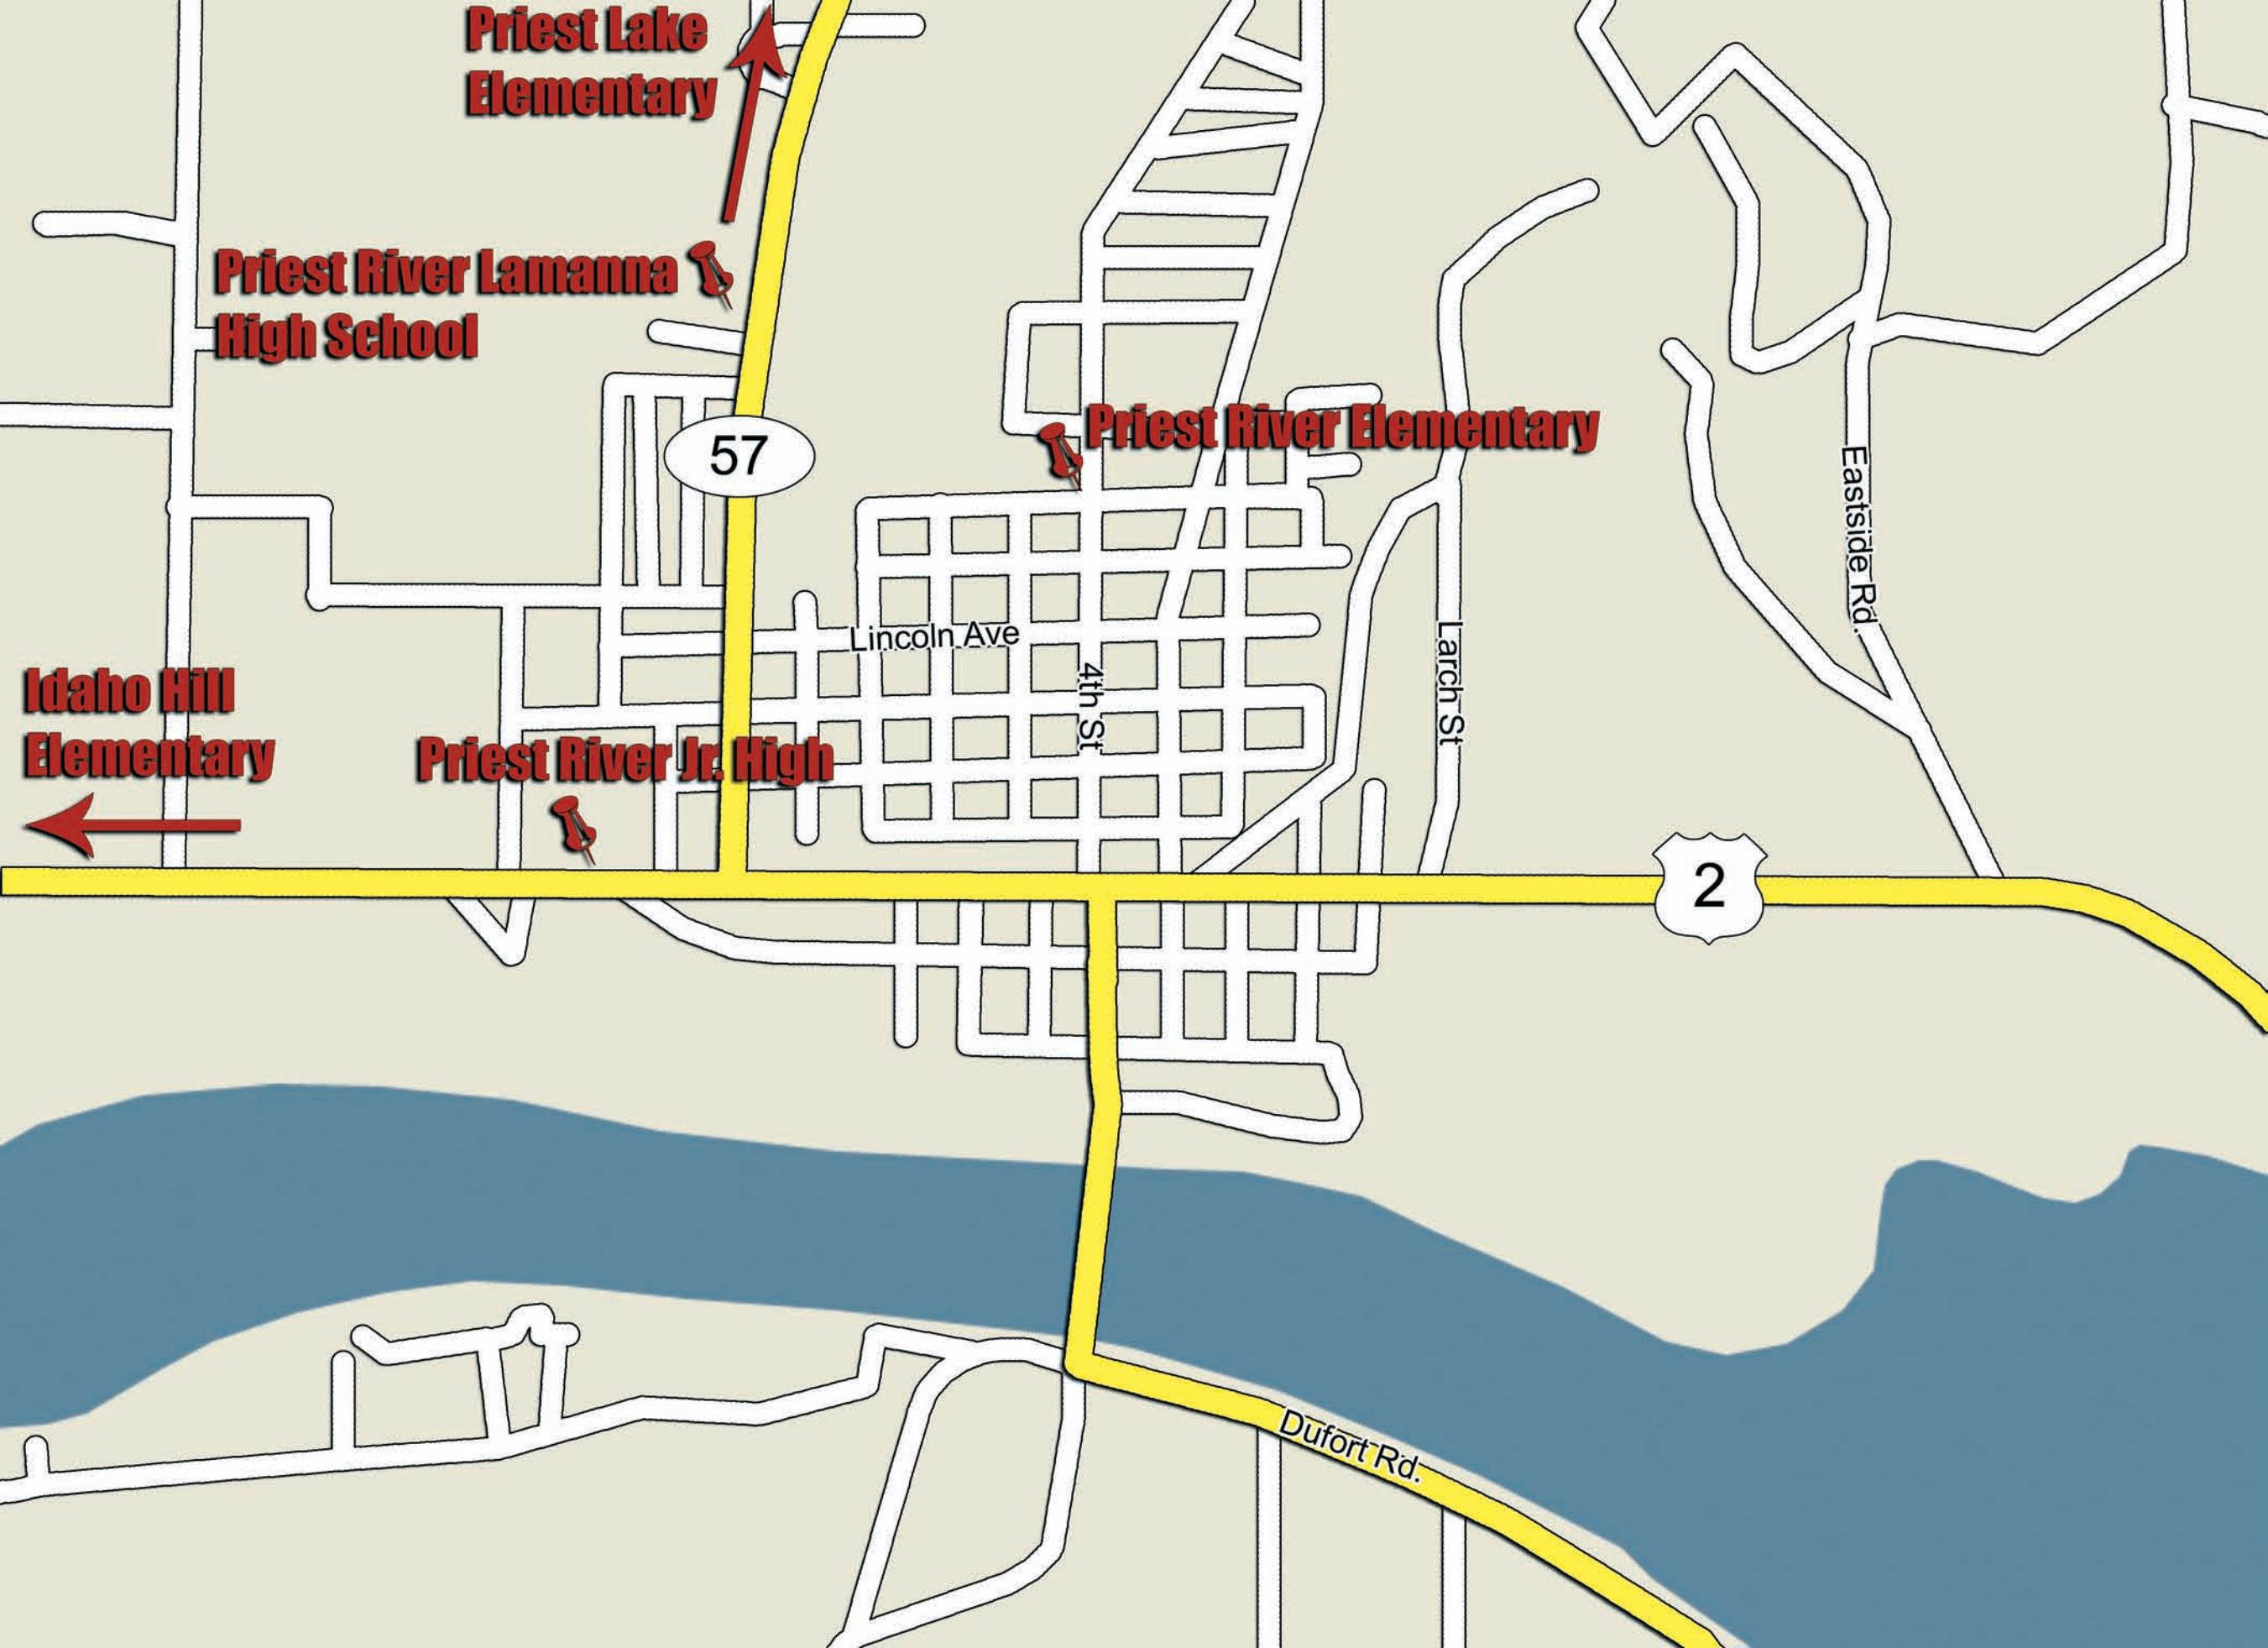 Priest Lake
Elementary
Priest River Lamanna
High School
57
Priest River Elementary
Eastside Rd.
Lincoln Ave
4th St
Larch St
Idaho Hill
Elementary
Priest River Jr. High
2
Dufort Rd.